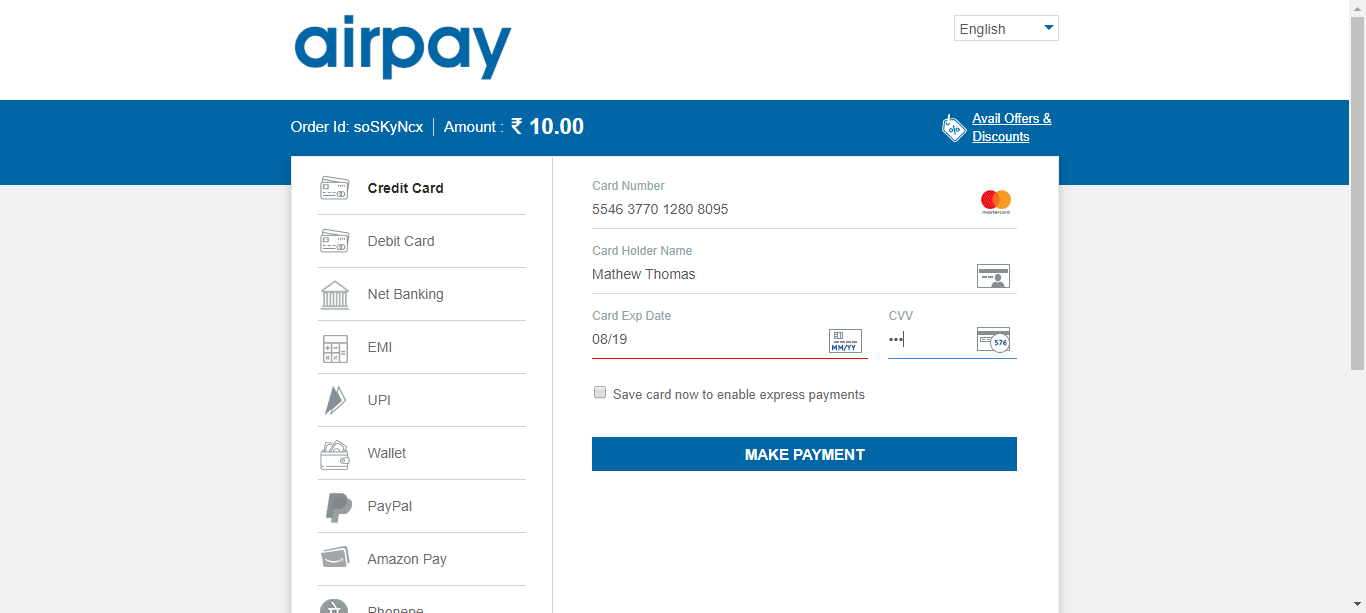 airpay
English
Order Id: soSKyNcx | Amount : ₹ 10.00
Avail Offers &
Discounts
Credit Card
Debit Card
Net Banking
EMI
UPI
Wallet
PayPal
Amazon Pay
Phonepe
Card Number
5546 3770 1280 8095
mastercard
Card Holder Name
Mathew Thomas
Card Exp Date
08/19
MM/YY
CVV
•••
576
Save card now to enable express payments
MAKE PAYMENT